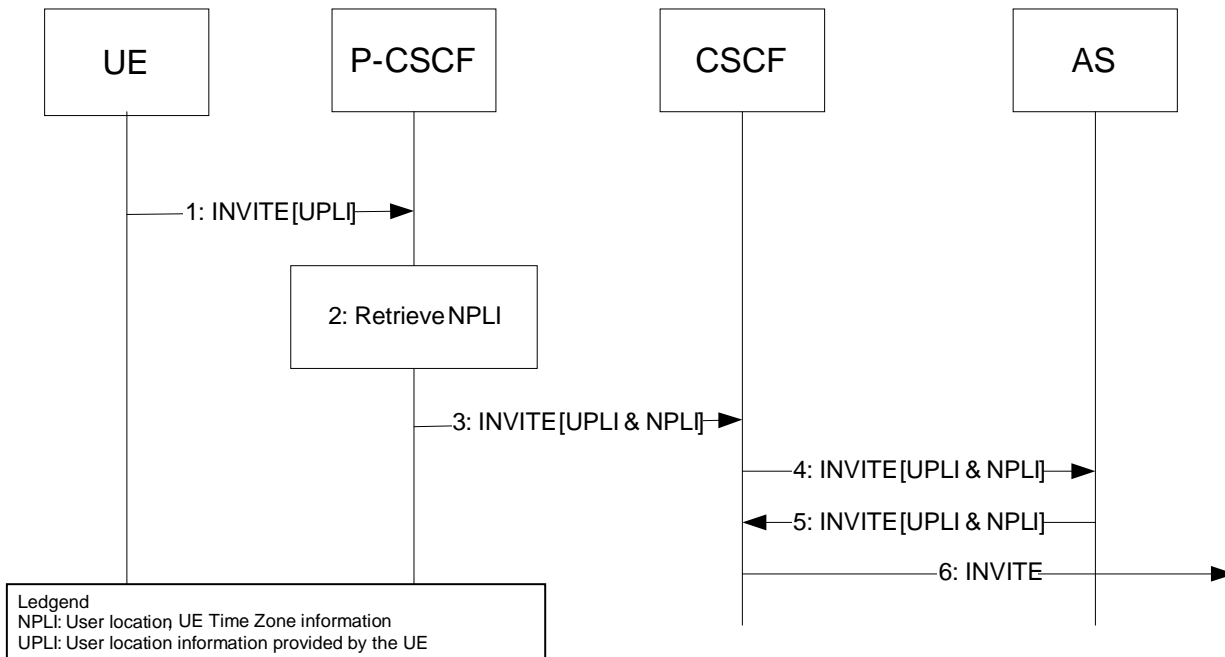 UE
P-CSCF
CSCF
AS
1: INVITE[UPLI]
2: Retrieve NPLI
3: INVITE[UPLI & NPLI]
4: INVITE[UPLI & NPLI]
5: INVITE[UPLI & NPLI]
6: INVITE
Ledgend
NPLI: User location, UE Time Zone information
UPLI: User location information provided by the UE